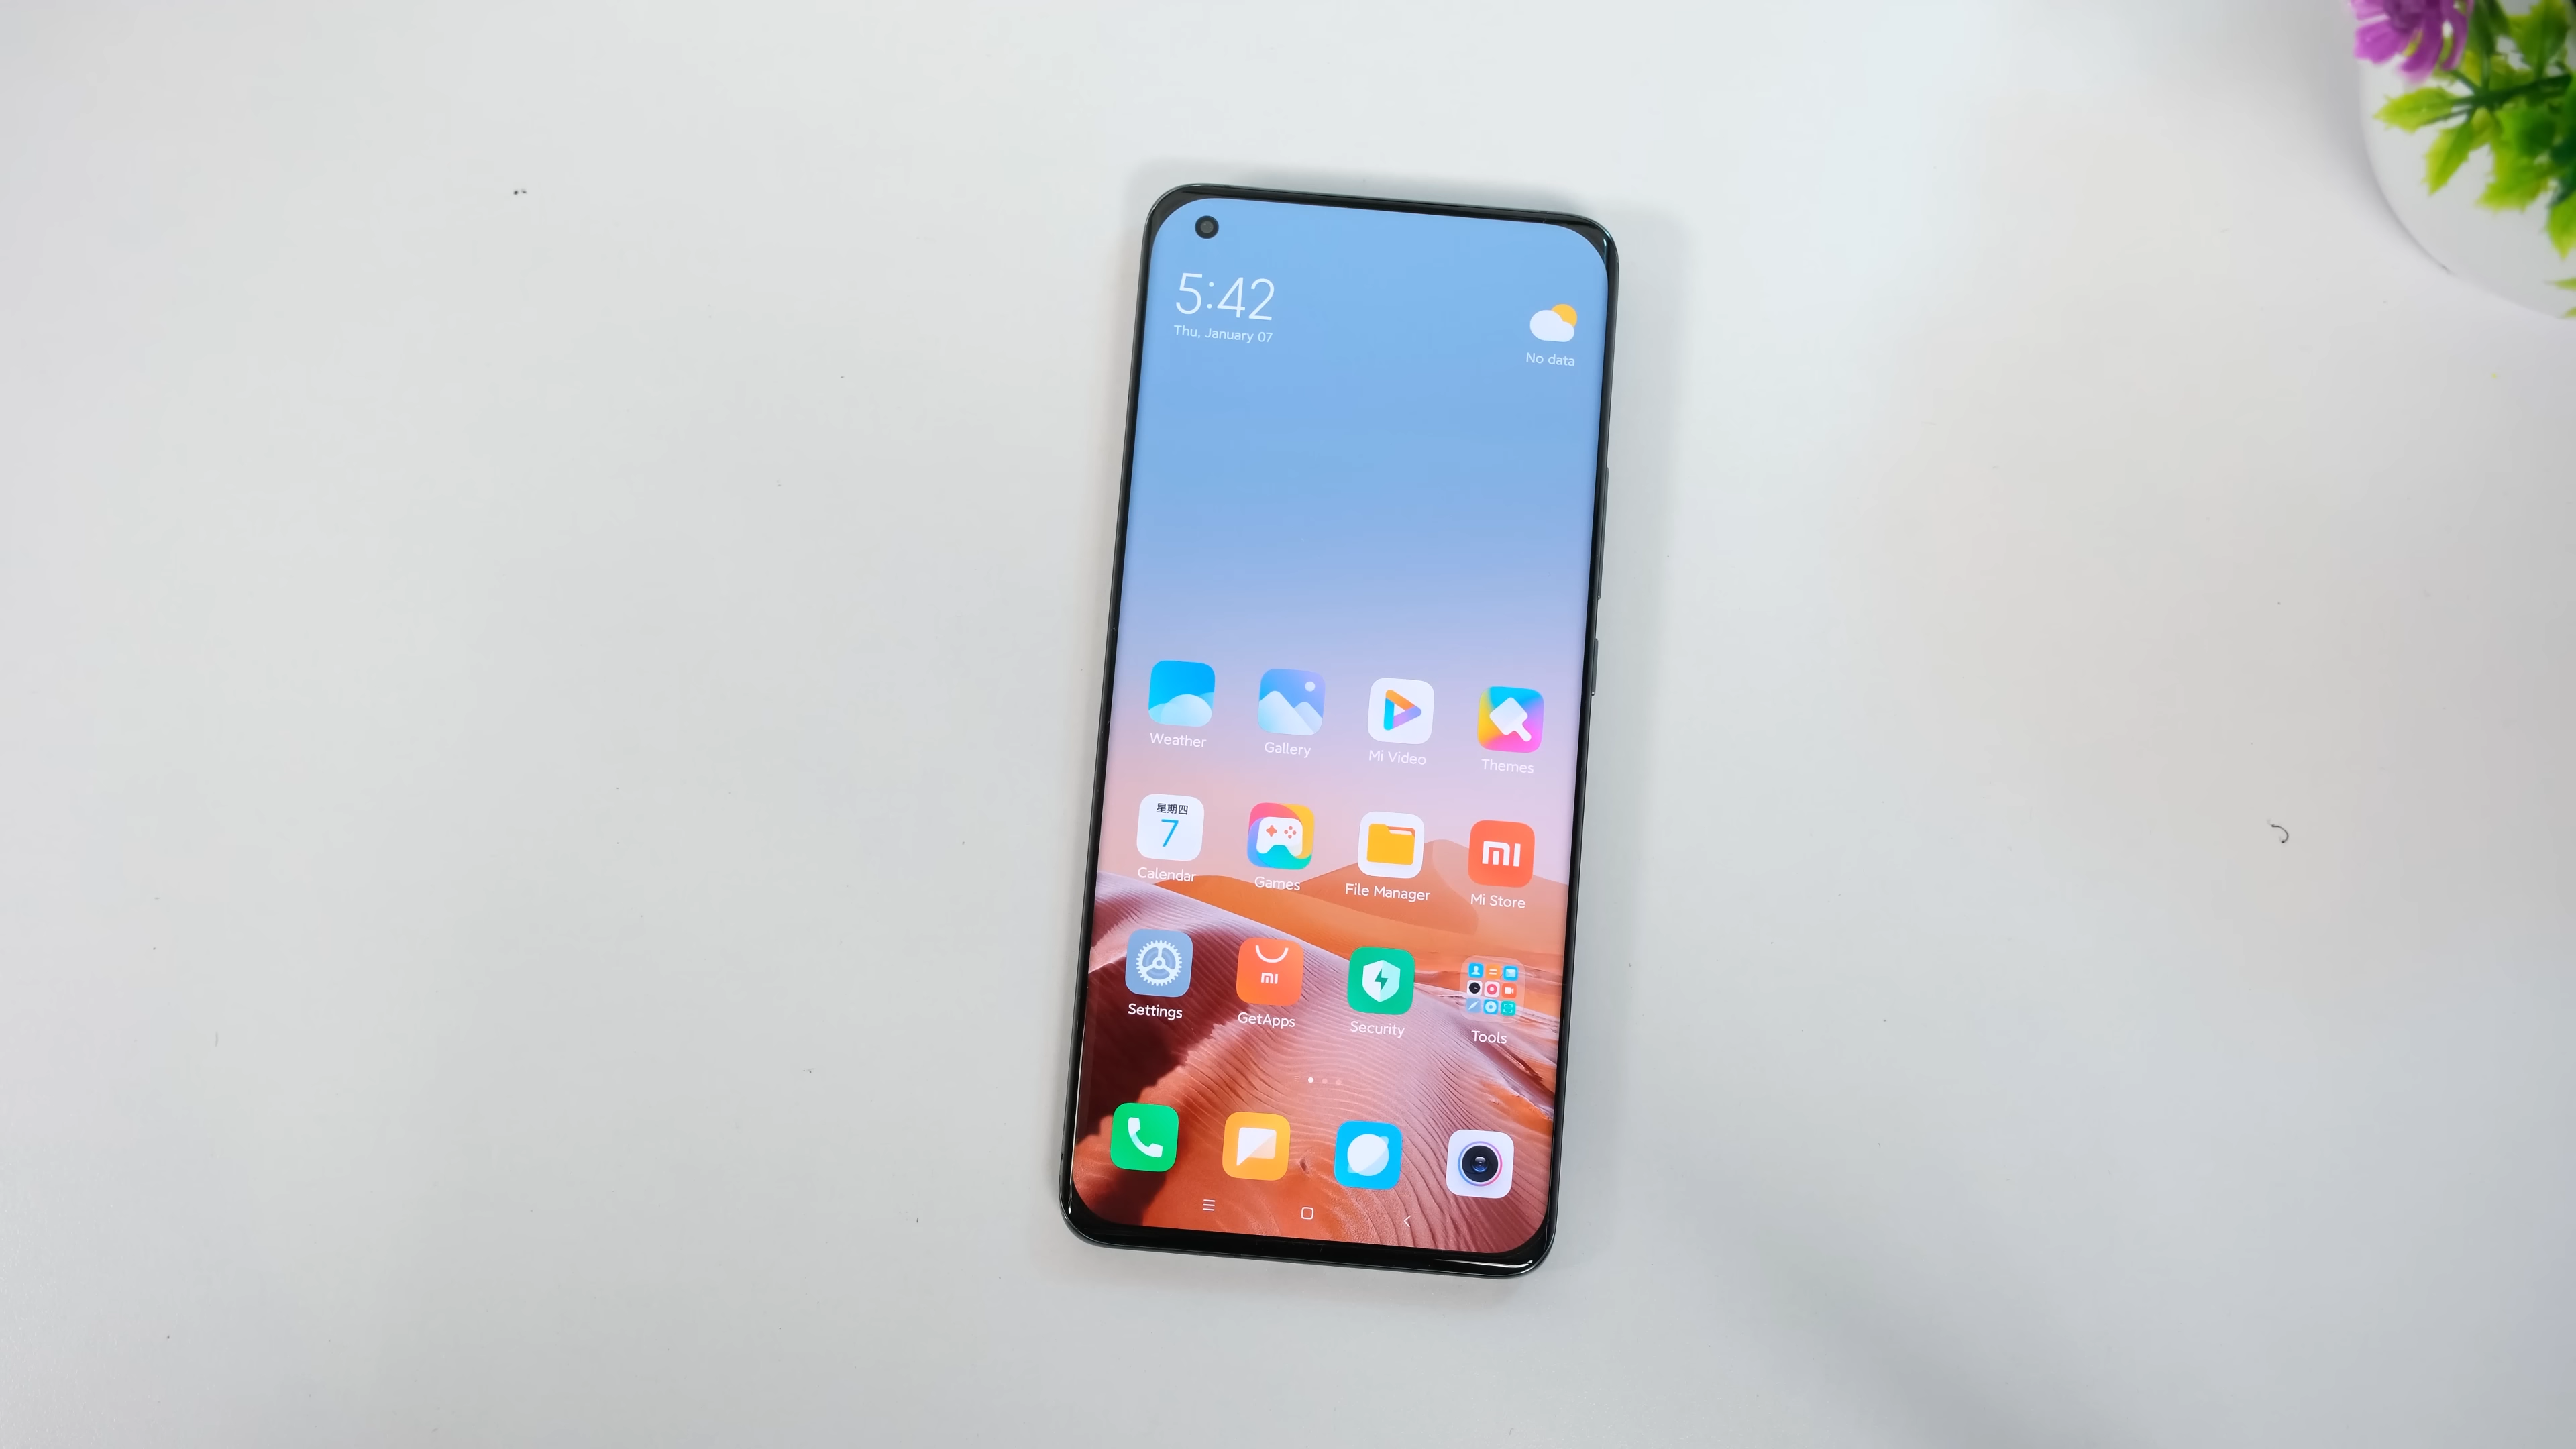 5:42
Thu, January 07
No data
Weather
Gallery
Mi Video
Themes
星期四
7
mi
Calendar
Games
File Manager
Mi Store
mi
Settings
GetApps
Security
Tools